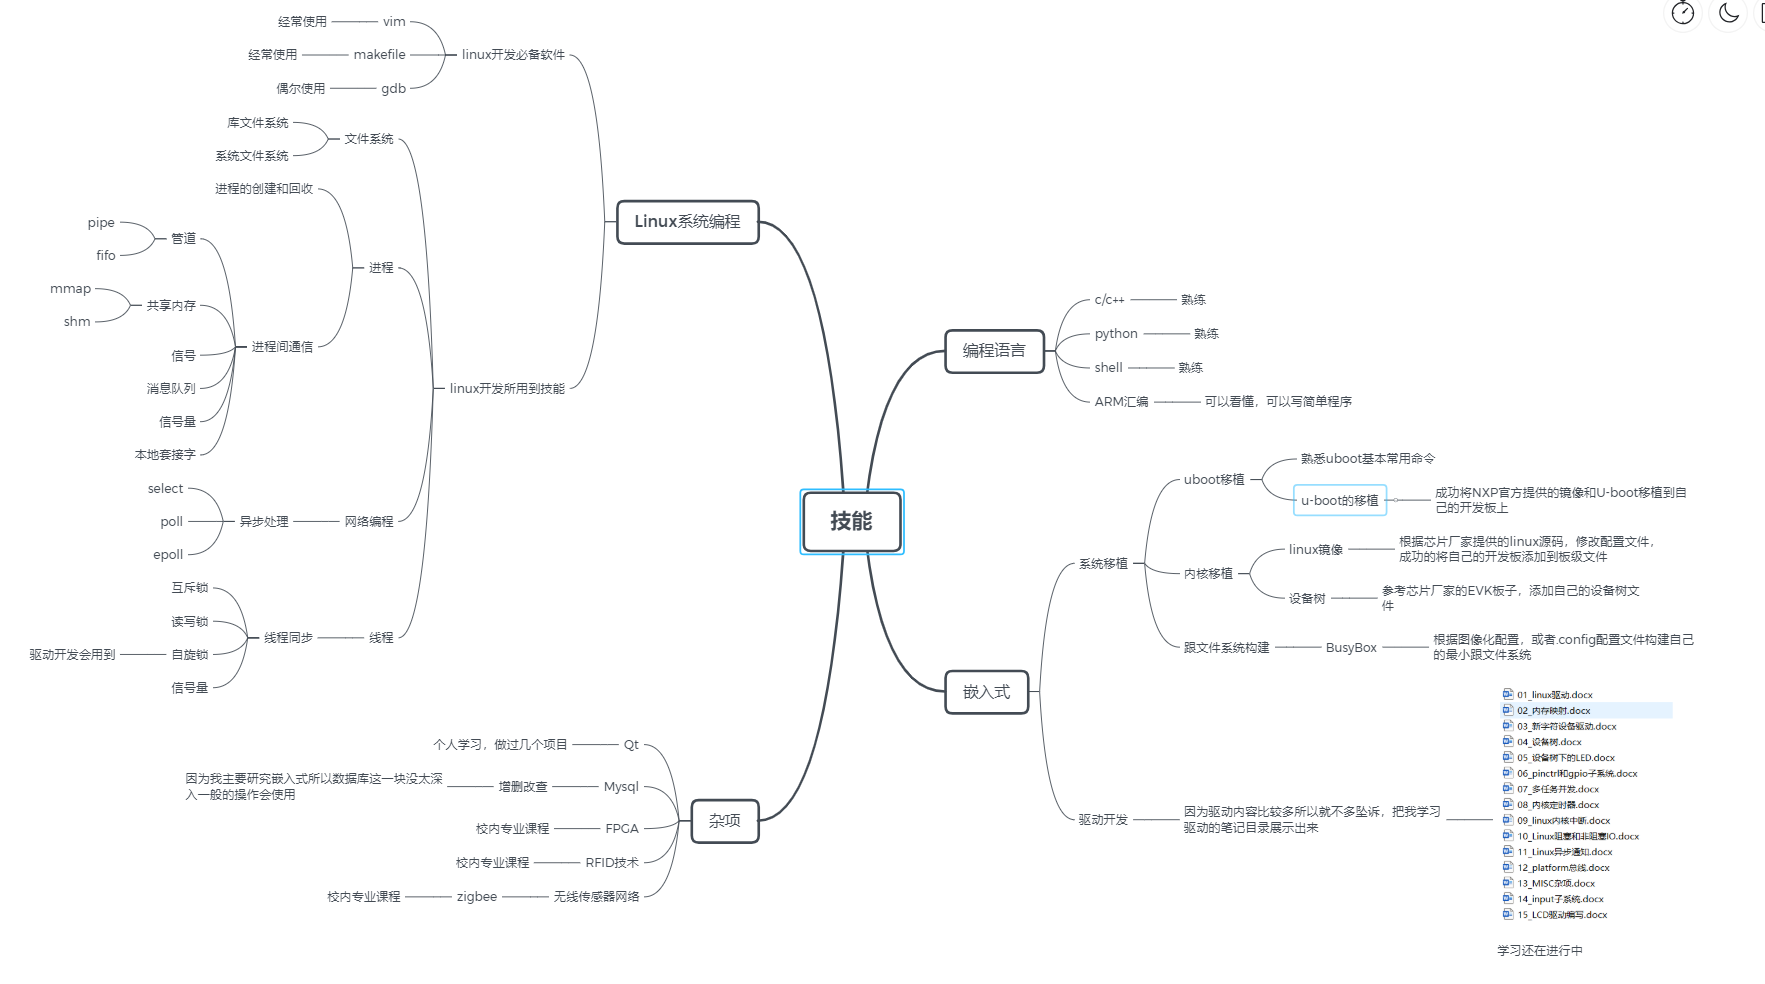 技能
Linux系统编程
linux开发必备软件
vim
经常使用
makefile
经常使用
gdb
偶尔使用
linux开发所用到技能
文件系统
库文件系统
系统文件系统
进程
进程的创建和回收
进程间通信
管道
pipe
fifo
共享内存
mmap
shm
信号
消息队列
信号量
本地套接字
网络编程
异步处理
select
poll
epoll
线程
线程同步
互斥锁
读写锁
自旋锁
驱动开发会用到
信号量
杂项
Qt
个人学习，做过几个项目
Mysql
增删改查
因为我主要研究嵌入式所以数据库这一块没太深
入一般的操作会使用
FPGA
校内专业课程
RFID技术
校内专业课程
无线传感器网络
zigbee
校内专业课程
编程语言
c/c++
熟练
python
熟练
shell
熟练
ARM汇编
可以看懂，可以写简单程序
嵌入式
系统移植
uboot移植
熟悉uboot基本常用命令
u-boot的移植
成功将NXP官方提供的镜像和U-boot移植到自
己的开发板上
内核移植
linux镜像
根据芯片厂家提供的linux源码，修改配置文件，
成功的将自己的开发板添加到板级文件
设备树
参考芯片厂家的EVK板子，添加自己的设备树文
件
跟文件系统构建
BusyBox
根据图像化配置，或者.config配置文件构建自己
的最小跟文件系统
驱动开发
因为驱动内容比较多所以就不多坠诉，把我学习
驱动的笔记目录展示出来
01_linux驱动.docx
02_内存映射.docx
03_新字符设备驱动.docx
04_设备树.docx
05_设备树下的LED.docx
06_pinctrl和gpio子系统.docx
07_多任务并发.docx
08_内核定时器.docx
09_linux内核中断.docx
10_Linux阻塞和非阻塞IO.docx
11_Linux异步通知.docx
12_platform总线.docx
13_MISC杂项.docx
14_input子系统.docx
15_LCD驱动编写.docx
学习还在进行中